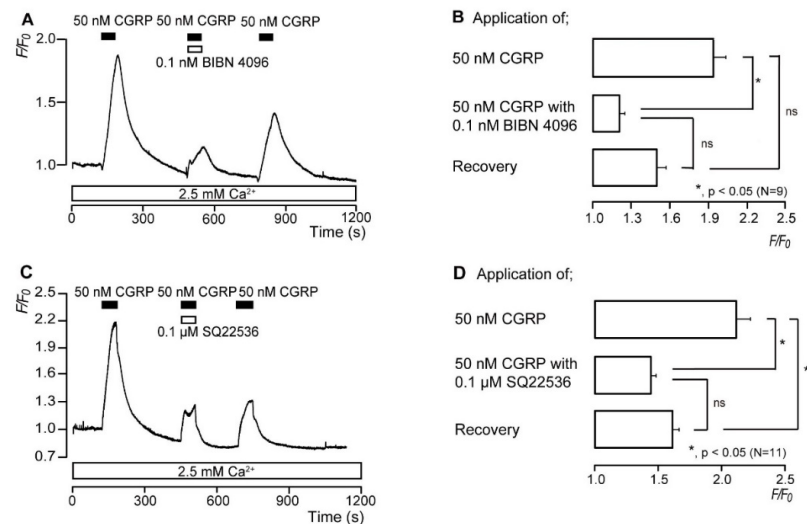 A
50 nM CGRP 50 nM CGRP 50 nM CGRP
0.1 nM BIBN 4096
F/F0
2.0
1.5
1.0
2.5 mM Ca²⁺
0 300 600 900 1200
Time (s)
B Application of;
50 nM CGRP
50 nM CGRP with
0.1 nM BIBN 4096
Recovery
*
ns
ns
*, p < 0.05 (N=9)
1.0 1.3 1.6 1.9 2.2 2.5
F/F0
C
50 nM CGRP 50 nM CGRP 50 nM CGRP
0.1 µM SQ22536
F/F0
2.5
2.2
1.9
1.6
1.3
1.0
0.7
2.5 mM Ca²⁺
0 200 400 600 800 1000 1200
Time (s)
D Application of;
50 nM CGRP
50 nM CGRP with
0.1 µM SQ22536
Recovery
*
*
ns
*, p < 0.05 (N=11)
1.0 1.5 2.0 2.5
F/F0